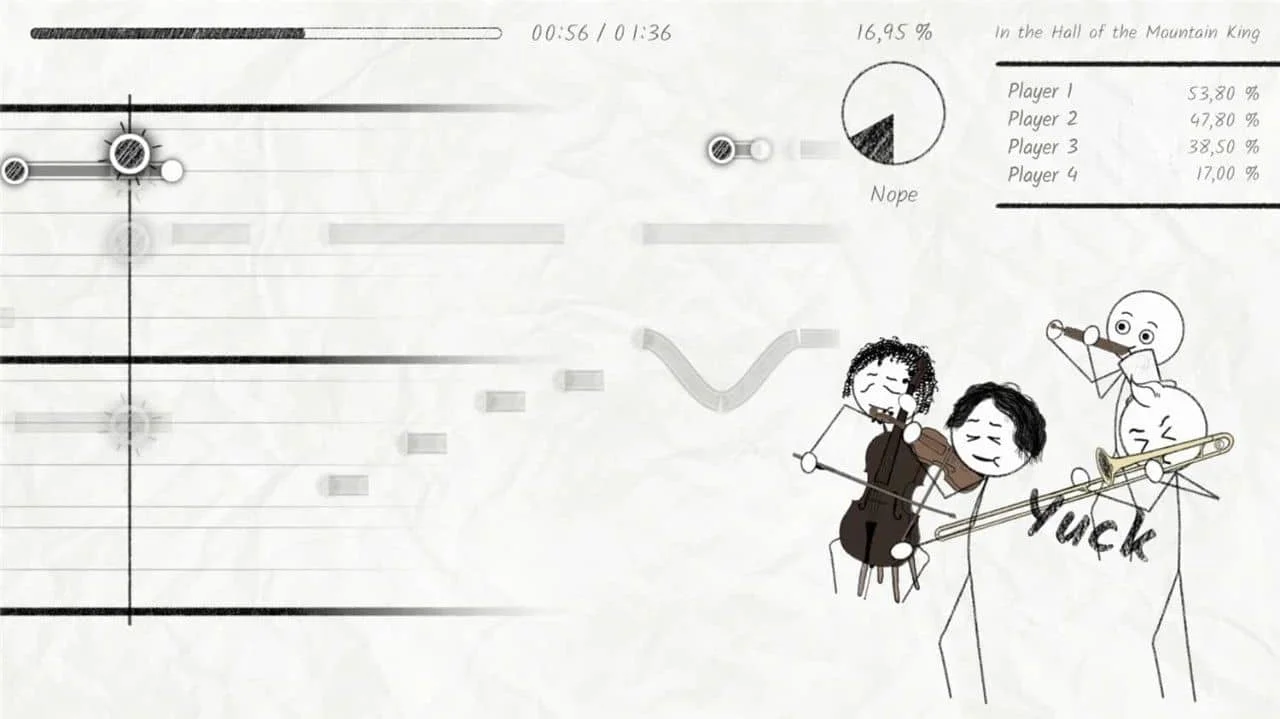 00:56 / 01:36
16,95 %
In the Hall of the Mountain King
Player 1 53,80 %
Player 2 47,80 %
Player 3 38,50 %
Player 4 17,00 %
Nope
Yuck